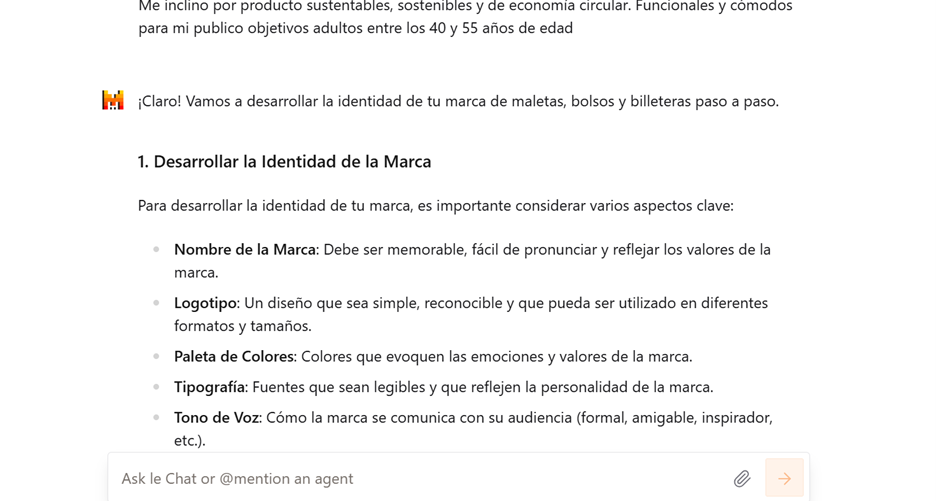 Me inclino por producto sustentables, sostenibles y de economía circular. Funcionales y cómodos
para mi publico objetivos adultos entre los 40 y 55 años de edad
¡Claro! Vamos a desarrollar la identidad de tu marca de maletas, bolsos y billeteras paso a paso.
1. Desarrollar la Identidad de la Marca
Para desarrollar la identidad de tu marca, es importante considerar varios aspectos clave:
Nombre de la Marca: Debe ser memorable, fácil de pronunciar y reflejar los valores de la
marca.
Logotipo: Un diseño que sea simple, reconocible y que pueda ser utilizado en diferentes
formatos y tamaños.
Paleta de Colores: Colores que evoquen las emociones y valores de la marca.
Tipografía: Fuentes que sean legibles y que reflejen la personalidad de la marca.
Tono de Voz: Cómo la marca se comunica con su audiencia (formal, amigable, inspirador,
etc.).
Ask le Chat or @mention an agent